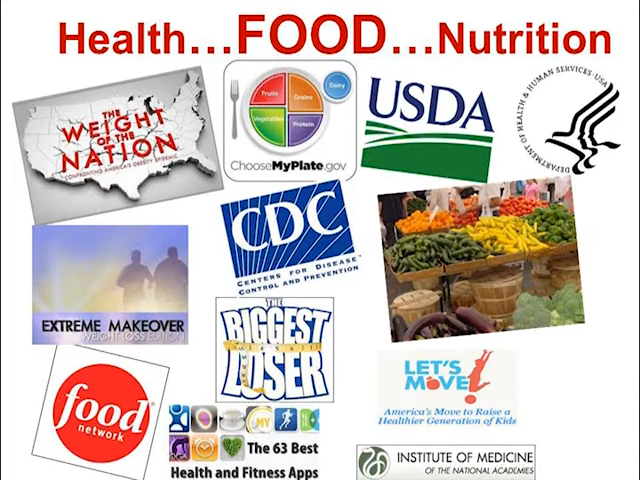 Health...FOOD...Nutrition
THE
WEIGHT
OF THE
NATION
CONFRONTING AMERICA'S OBESITY EPIDEMIC
Fruits
Grains
Dairy
Vegetables
Protein
ChooseMyPlate.gov
USDA
DEPARTMENT OF HEALTH & HUMAN SERVICES • USA
CDC
CENTERS FOR DISEASE
CONTROL AND PREVENTION
EXTREME MAKEOVER
WEIGHT LOSS EDITION
THE
BIGGEST
LOSER
LET'S
MOVE!
America's Move to Raise a
Healthier Generation of Kids
food
network
MY
The 63 Best
Health and Fitness Apps
INSTITUTE OF MEDICINE
OF THE NATIONAL ACADEMIES